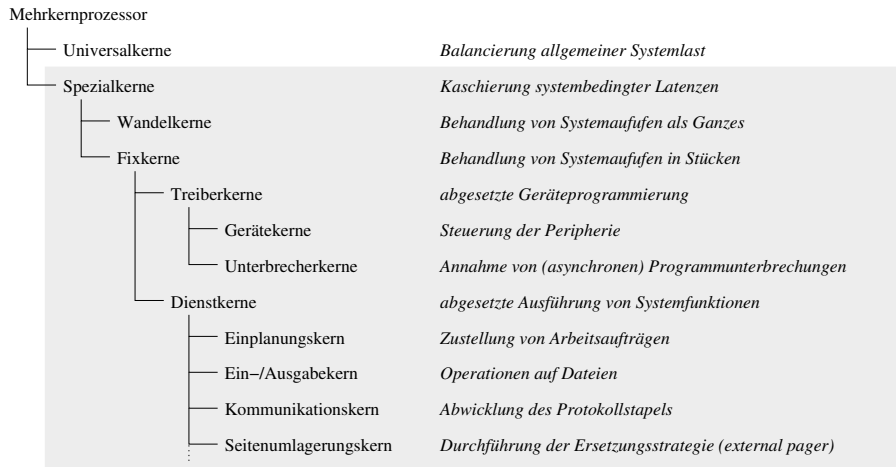 Mehrkernprozessor
Universalkerne Balancierung allgemeiner Systemlast
Spezialkerne Kaschierung systembedingter Latenzen
Wandelkerne Behandlung von Systemaufufen als Ganzes
Fixkerne Behandlung von Systemaufufen in Stücken
Treiberkerne abgesetzte Geräteprogrammierung
Gerätekerne Steuerung der Peripherie
Unterbrecherkerne Annahme von (asynchronen) Programmunterbrechungen
Dienstkerne abgesetzte Ausführung von Systemfunktionen
Einplanungskern Zustellung von Arbeitsaufträgen
Ein−/Ausgabekern Operationen auf Dateien
Kommunikationskern Abwicklung des Protokollstapels
Seitenumlagerungskern Durchführung der Ersetzungsstrategie (external pager)